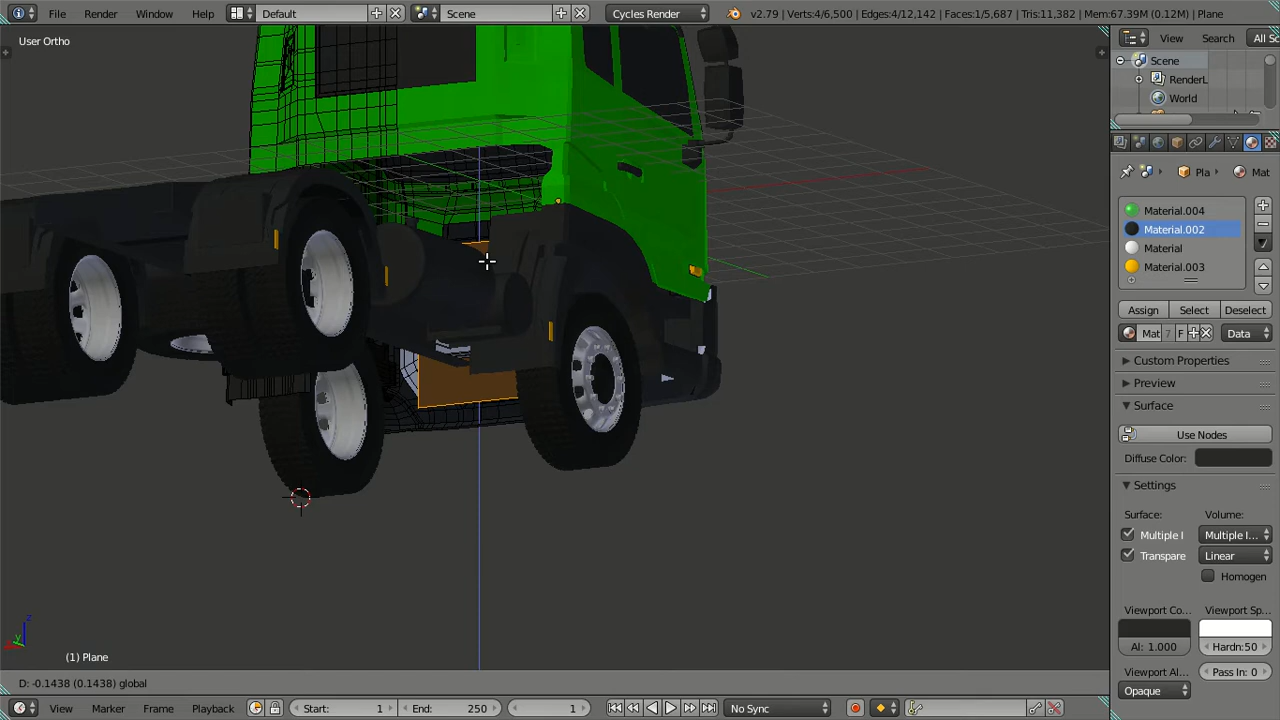 File Render Window Help Default Scene Cycles Render v2.79 | Verts:4/6,500 | Edges:4/12,142 | Faces:1/5,687 | Tris:11,382 | Mem:67.39M (0.12M) | Plane
User Ortho
View Search All Sc
Scene
RenderL
World
Pla Mat
Material.004
Material.002
Material
Material.003
Assign Select Deselect
Mat 7 F Data
Custom Properties
Preview
Surface
Use Nodes
Diffuse Color:
Settings
Surface: Volume:
Multiple I Multiple I...
Transpare Linear
Homogen
Viewport Co... Viewport Sp...
Al: 1.000 Hardn:50
Viewport Al... Pass In: 0
Opaque
z
y
(1) Plane
D: -0.1438 (0.1438) global
View Marker Frame Playback Start: 1 End: 250 1 No Sync